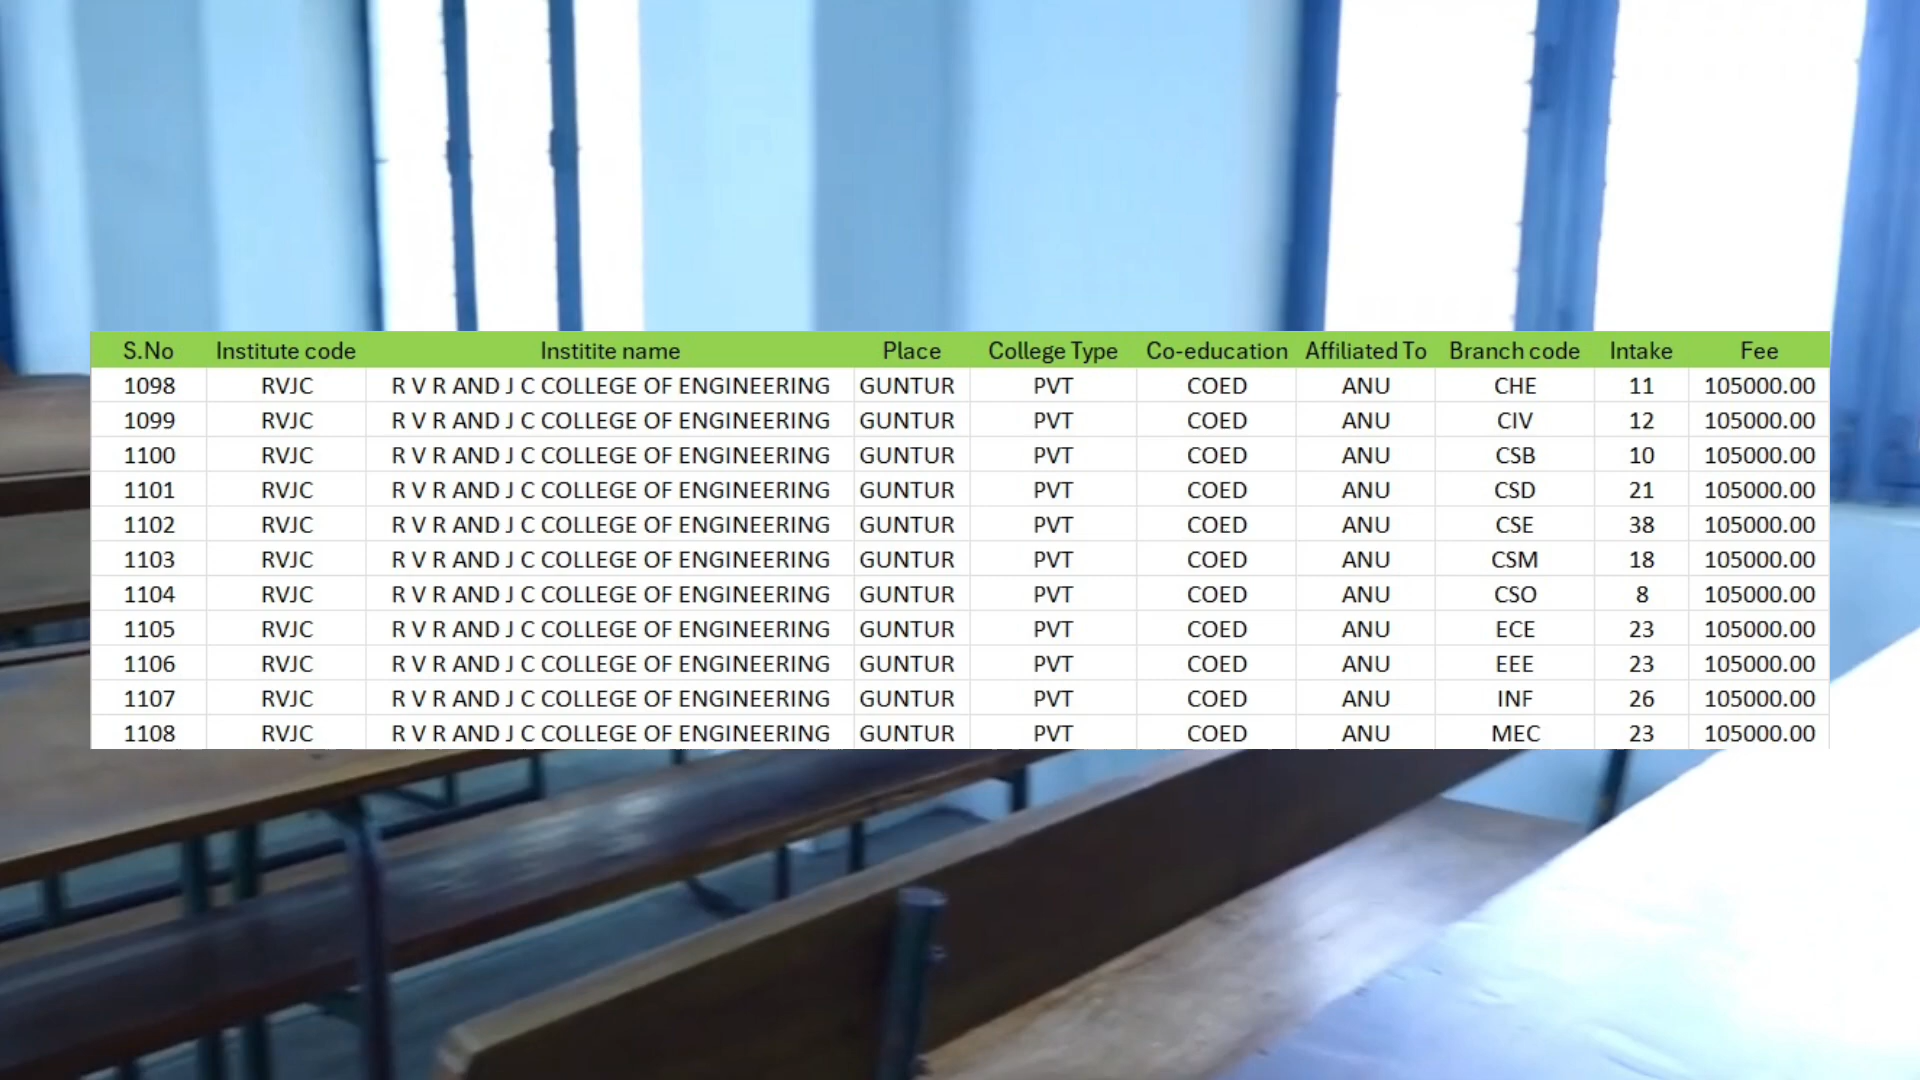 S.No Institute code Institite name Place College Type Co-education Affiliated To Branch code Intake Fee
1098 RVJC R V R AND J C COLLEGE OF ENGINEERING GUNTUR PVT COED ANU CHE 11 105000.00
1099 RVJC R V R AND J C COLLEGE OF ENGINEERING GUNTUR PVT COED ANU CIV 12 105000.00
1100 RVJC R V R AND J C COLLEGE OF ENGINEERING GUNTUR PVT COED ANU CSB 10 105000.00
1101 RVJC R V R AND J C COLLEGE OF ENGINEERING GUNTUR PVT COED ANU CSD 21 105000.00
1102 RVJC R V R AND J C COLLEGE OF ENGINEERING GUNTUR PVT COED ANU CSE 38 105000.00
1103 RVJC R V R AND J C COLLEGE OF ENGINEERING GUNTUR PVT COED ANU CSM 18 105000.00
1104 RVJC R V R AND J C COLLEGE OF ENGINEERING GUNTUR PVT COED ANU CSO 8 105000.00
1105 RVJC R V R AND J C COLLEGE OF ENGINEERING GUNTUR PVT COED ANU ECE 23 105000.00
1106 RVJC R V R AND J C COLLEGE OF ENGINEERING GUNTUR PVT COED ANU EEE 23 105000.00
1107 RVJC R V R AND J C COLLEGE OF ENGINEERING GUNTUR PVT COED ANU INF 26 105000.00
1108 RVJC R V R AND J C COLLEGE OF ENGINEERING GUNTUR PVT COED ANU MEC 23 105000.00